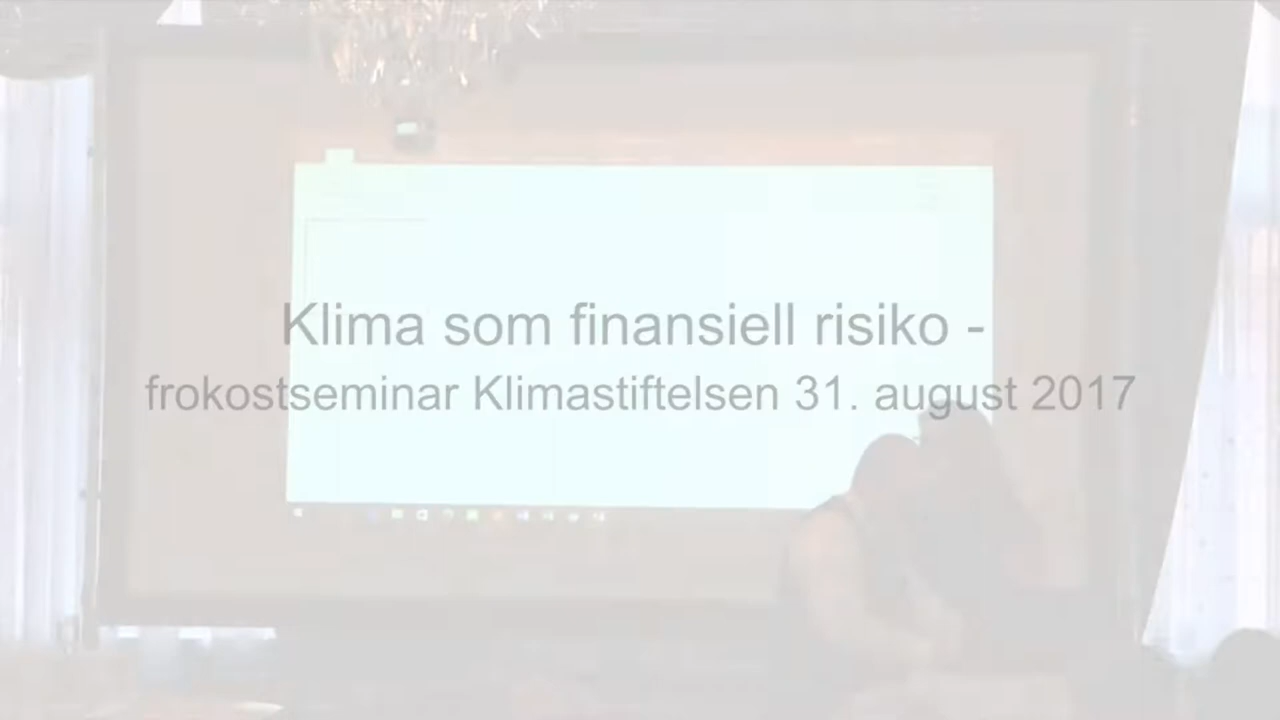 Klima som finansiell risiko -
frokostseminar Klimastiftelsen 31. august 2017